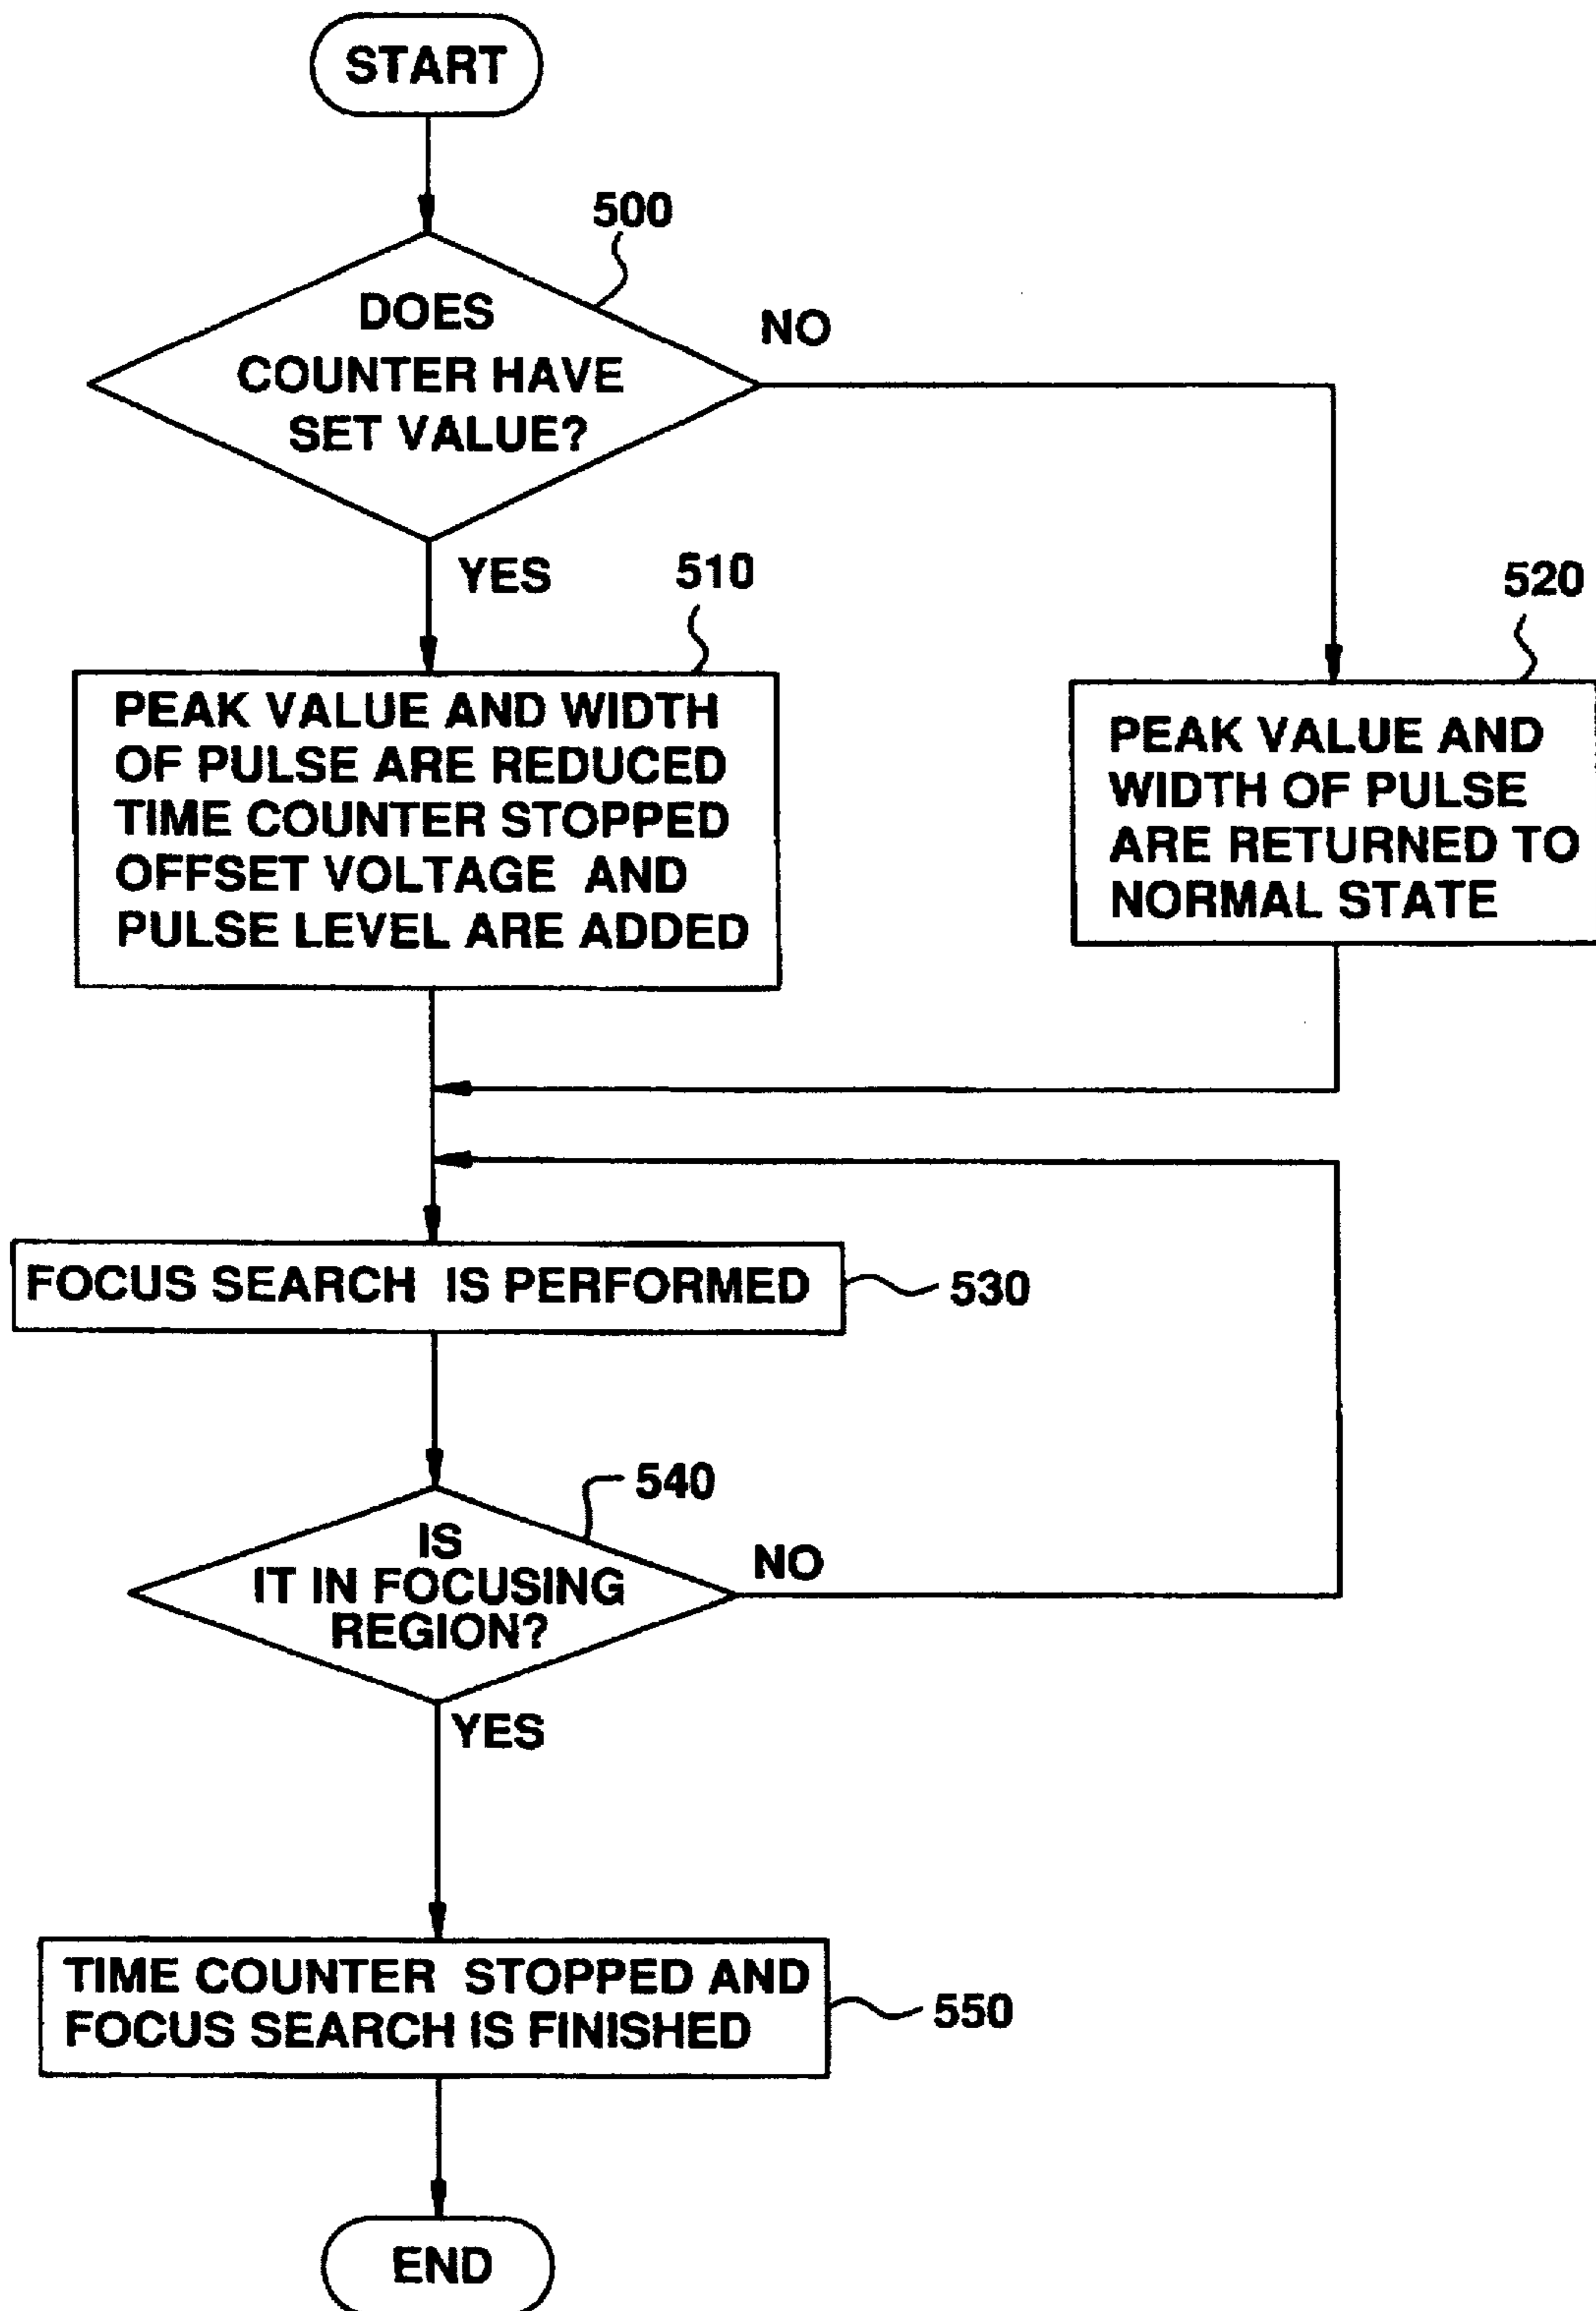 START
500
DOES
COUNTER HAVE
SET VALUE?
NO
YES
510
PEAK VALUE AND WIDTH
OF PULSE ARE REDUCED
TIME COUNTER STOPPED
OFFSET VOLTAGE AND
PULSE LEVEL ARE ADDED
520
PEAK VALUE AND
WIDTH OF PULSE
ARE RETURNED TO
NORMAL STATE
FOCUS SEARCH IS PERFORMED
530
540
IS
IT IN FOCUSING
REGION?
NO
YES
TIME COUNTER STOPPED AND
FOCUS SEARCH IS FINISHED
550
END